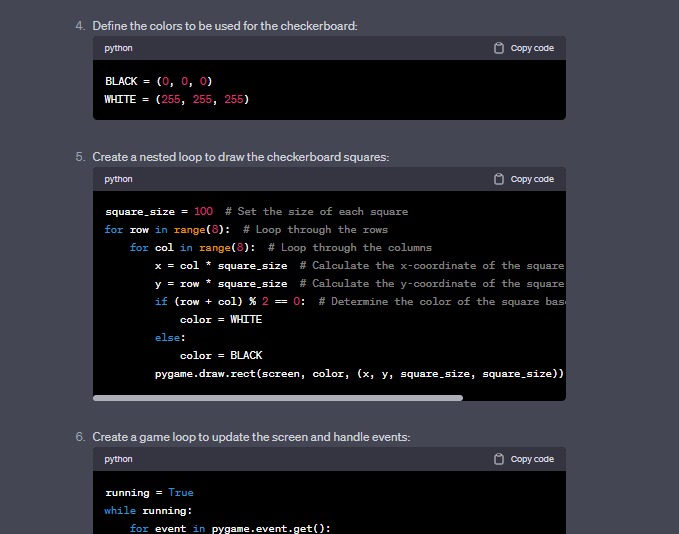 4. Define the colors to be used for the checkerboard:
python
Copy code
BLACK = (0, 0, 0)
WHITE = (255, 255, 255)
5. Create a nested loop to draw the checkerboard squares:
python
Copy code
square_size = 100  # Set the size of each square
for row in range(8):  # Loop through the rows
    for col in range(8):  # Loop through the columns
        x = col * square_size  # Calculate the x-coordinate of the square
        y = row * square_size  # Calculate the y-coordinate of the square
        if (row + col) % 2 == 0:  # Determine the color of the square bas
            color = WHITE
        else:
            color = BLACK
        pygame.draw.rect(screen, color, (x, y, square_size, square_size))
6. Create a game loop to update the screen and handle events:
python
Copy code
running = True
while running:
    for event in pygame.event.get():